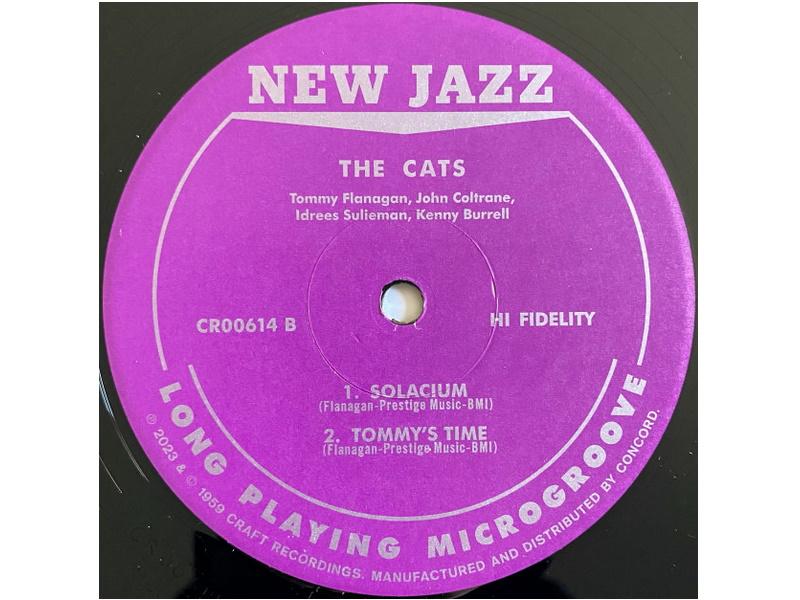 NEW JAZZ
THE CATS
Tommy Flanagan, John Coltrane,
Idrees Sulieman, Kenny Burrell
CR00614 B
HI FIDELITY
1. SOLACIUM
(Flanagan-Prestige Music-BMI)
2. TOMMY'S TIME
(Flanagan-Prestige Music-BMI)
LONG PLAYING MICROGROOVE
℗ 2023 & © 1959 CRAFT RECORDINGS. MANUFACTURED AND DISTRIBUTED BY CONCORD.